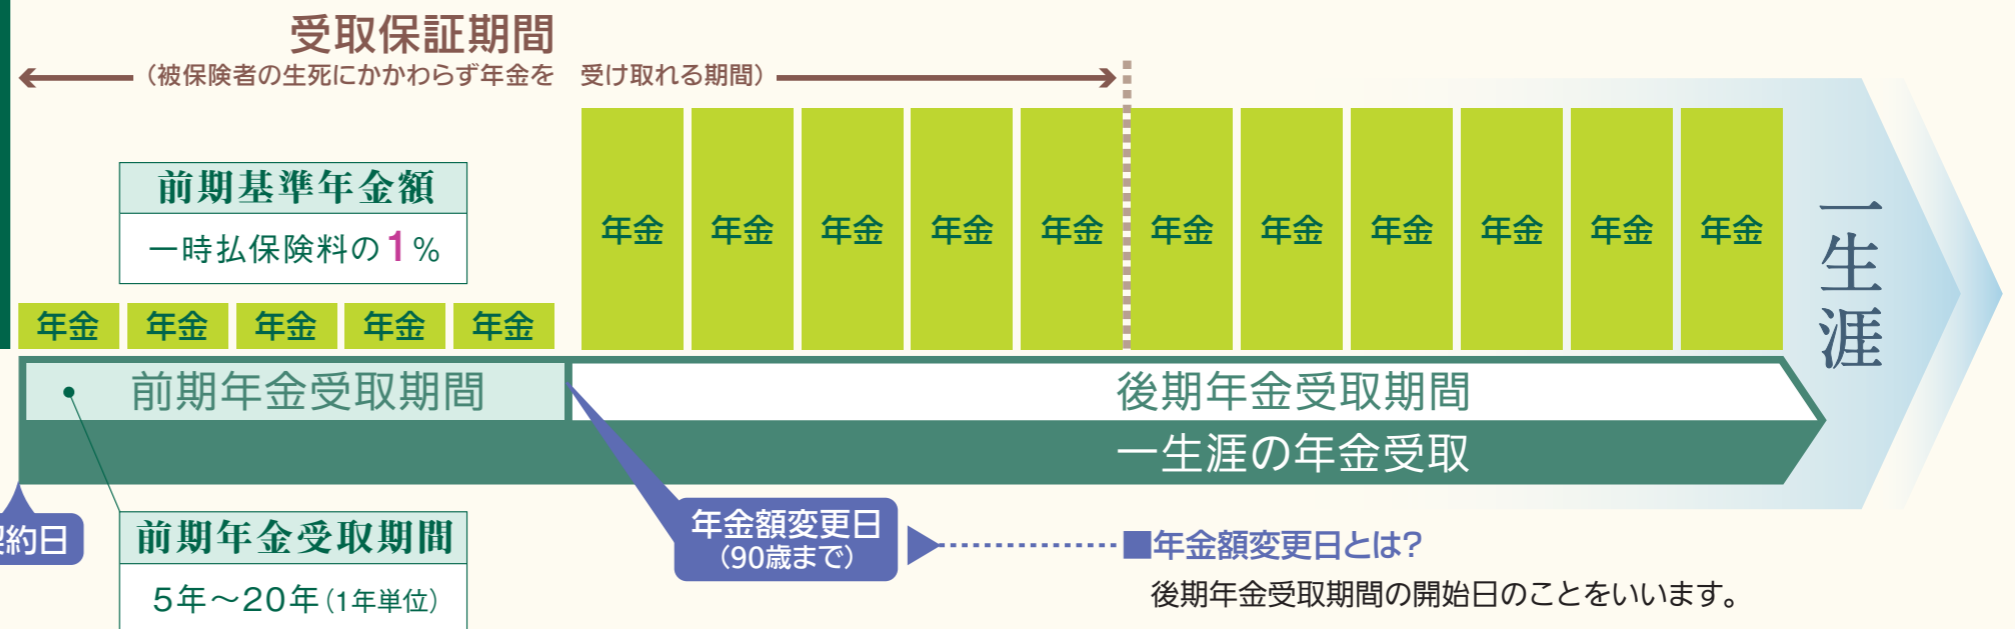 受取保証期間
(被保険者の生死にかかわらず年金を 受け取れる期間)
前期基準年金額
一時払保険料の1%
年金 年金 年金 年金 年金
年金 年金 年金 年金 年金 年金 年金 年金 年金 年金 年金
一生涯
前期年金受取期間
後期年金受取期間
一生涯の年金受取
約日
前期年金受取期間
5年～20年(1年単位)
年金額変更日
(90歳まで)
■年金額変更日とは?
後期年金受取期間の開始日のことをいいます。